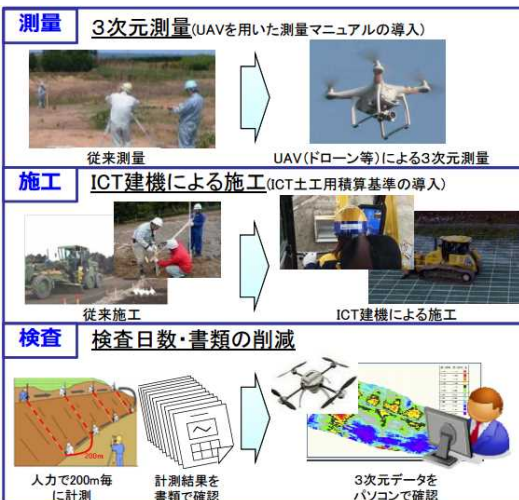 測量 3次元測量(UAVを用いた測量マニュアルの導入)
従来測量
UAV(ドローン等)による3次元測量
施工 ICT建機による施工(ICT土工用積算基準の導入)
従来施工
ICT建機による施工
検査 検査日数・書類の削減
200m
人力で200m毎
に計測
計測結果を
書類で確認
3次元データを
パソコンで確認